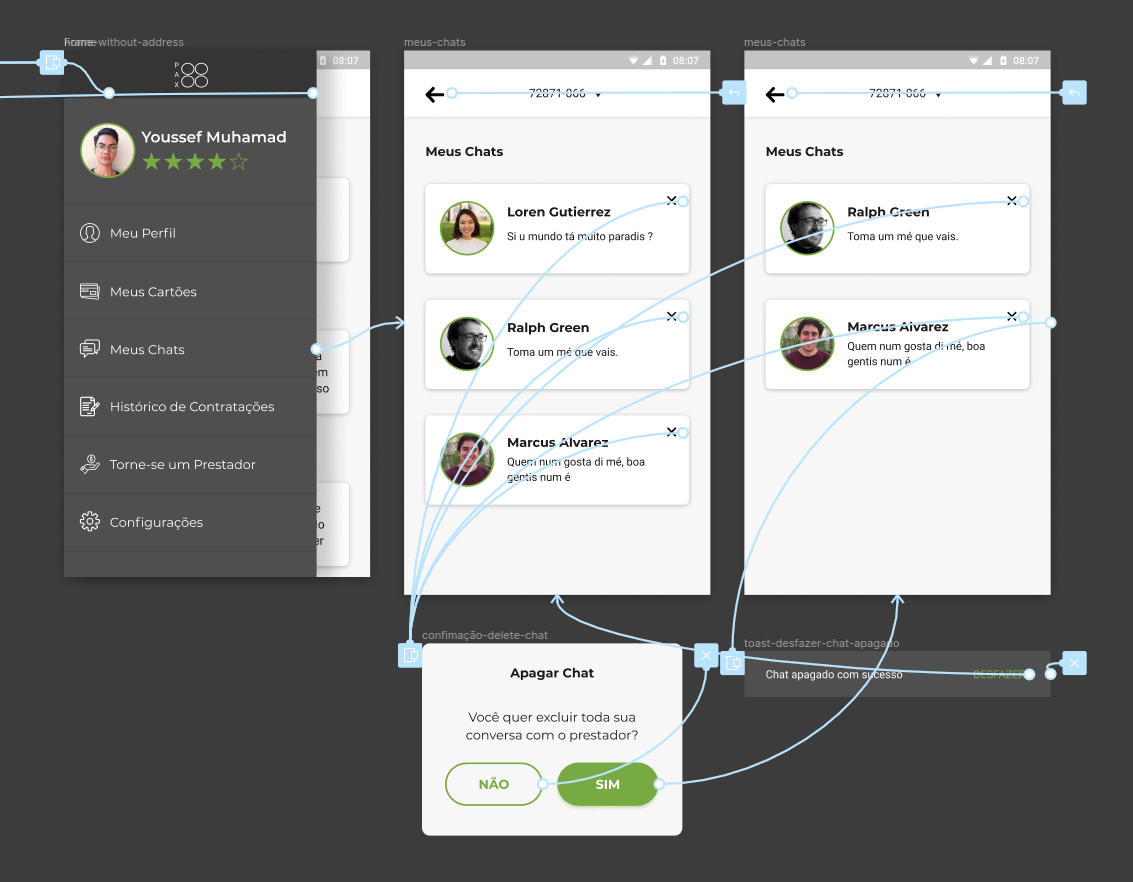 -without-address
PAX
08:07
Youssef Muhamad
Meu Perfil
Meus Cartões
Meus Chats
Histórico de Contratações
Torne-se um Prestador
Configurações
em
so
lo
er
meus-chats
08:07
72871-066
Meus Chats
Loren Gutierrez
Si u mundo tá muito paradis ?
Ralph Green
Toma um mé que vais.
Marcus Alvarez
Quem num gosta di mé, boa
gentis num é
meus-chats
08:07
72871-066
Meus Chats
Ralph Green
Toma um mé que vais.
Marcus Alvarez
Quem num gosta di mé, boa
gentis num é
confimação-delete-chat
Apagar Chat
Você quer excluir toda sua
conversa com o prestador?
NÃO
SIM
toast-desfazer-chat-apagado
Chat apagado com sucesso
DESFAZER